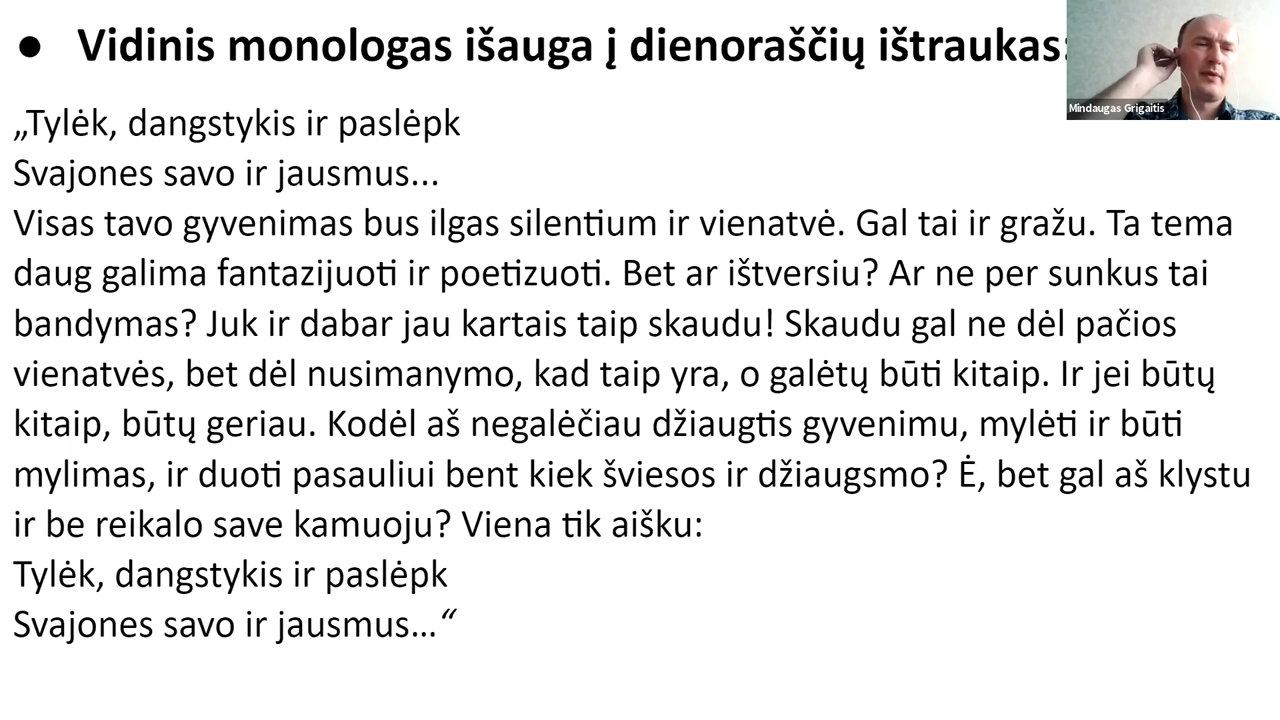 ● Vidinis monologas išauga į dienoraščių ištraukas:
Mindaugas Grigaitis
„Tylėk, dangstykis ir paslėpk
Svajones savo ir jausmus...
Visas tavo gyvenimas bus ilgas silentium ir vienatvė. Gal tai ir gražu. Ta tema
daug galima fantazijuoti ir poetizuoti. Bet ar ištversiu? Ar ne per sunkus tai
bandymas? Juk ir dabar jau kartais taip skaudu! Skaudu gal ne dėl pačios
vienatvės, bet dėl nusimanymo, kad taip yra, o galėtų būti kitaip. Ir jei būtų
kitaip, būtų geriau. Kodėl aš negalėčiau džiaugtis gyvenimu, mylėti ir būti
mylimas, ir duoti pasauliui bent kiek šviesos ir džiaugsmo? Ė, bet gal aš klystu
ir be reikalo save kamuoju? Viena tik aišku:
Tylėk, dangstykis ir paslėpk
Svajones savo ir jausmus...“